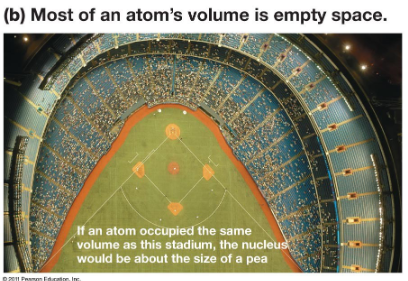 (b) Most of an atom's volume is empty space.
If an atom occupied the same
volume as this stadium, the nucleus
would be about the size of a pea
© 2011 Pearson Education, Inc.